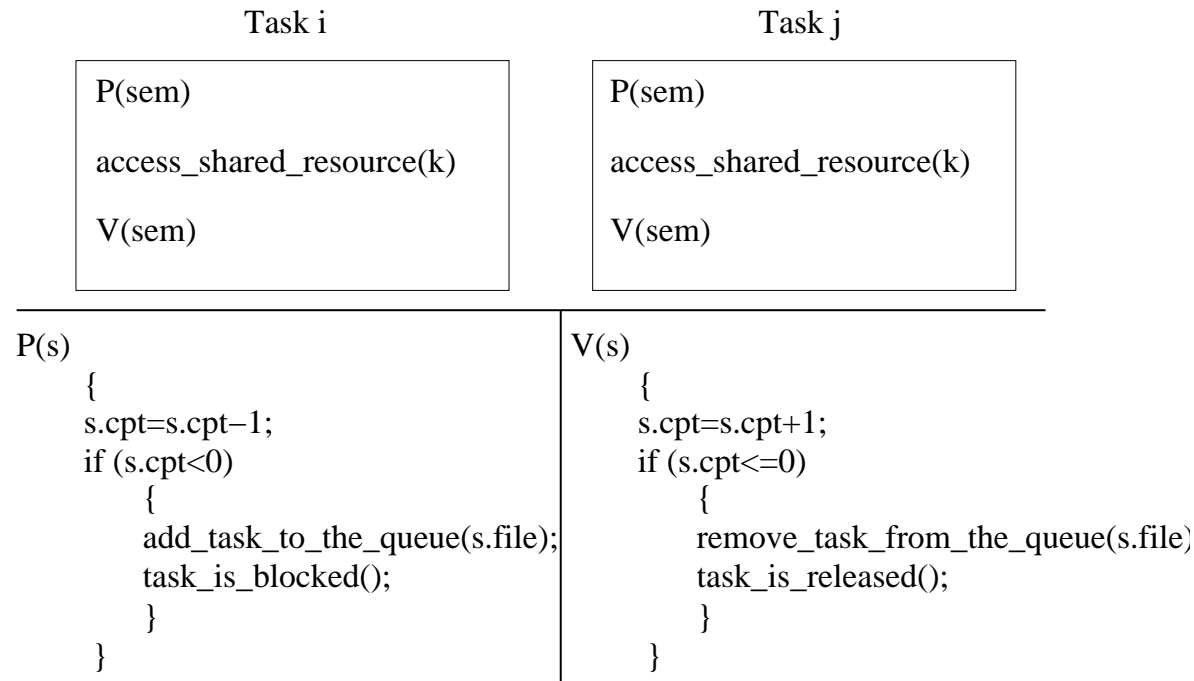 Task i
Task j
P(sem)
access_shared_resource(k)
V(sem)
P(sem)
access_shared_resource(k)
V(sem)
P(s)
{
s.cpt=s.cpt−1;
if (s.cpt<0)
{
add_task_to_the_queue(s.file);
task_is_blocked();
}
}
V(s)
{
s.cpt=s.cpt+1;
if (s.cpt<=0)
{
remove_task_from_the_queue(s.file)
task_is_released();
}
}